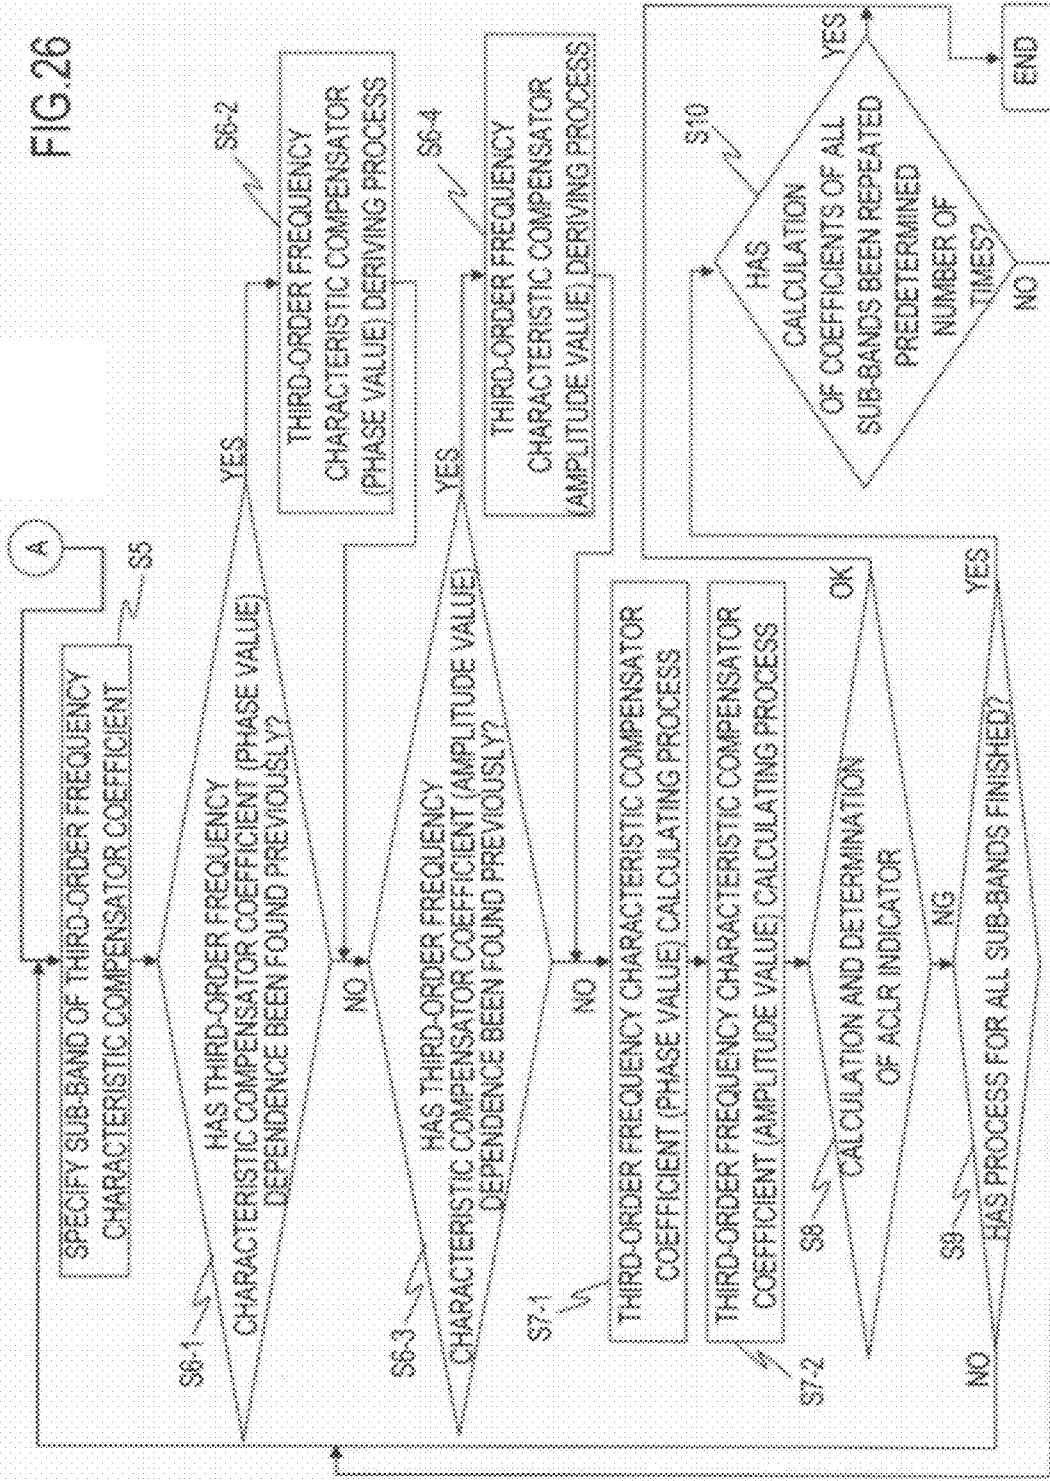 FIG.26
A
SPECIFY SUB-BAND OF THIRD-ORDER FREQUENCY
CHARACTERISTIC COMPENSATOR COEFFICIENT
S5
S6-1
HAS THIRD-ORDER FREQUENCY
CHARACTERISTIC COMPENSATOR COEFFICIENT (PHASE VALUE)
DEPENDENCE BEEN FOUND PREVIOUSLY?
YES
NO
S6-2
THIRD-ORDER FREQUENCY
CHARACTERISTIC COMPENSATOR
(PHASE VALUE) DERIVING PROCESS
S6-3
HAS THIRD-ORDER FREQUENCY
CHARACTERISTIC COMPENSATOR COEFFICIENT (AMPLITUDE VALUE)
DEPENDENCE BEEN FOUND PREVIOUSLY?
YES
NO
S6-4
THIRD-ORDER FREQUENCY
CHARACTERISTIC COMPENSATOR
(AMPLITUDE VALUE) DERIVING PROCESS
S7-1
THIRD-ORDER FREQUENCY CHARACTERISTIC COMPENSATOR
COEFFICIENT (PHASE VALUE) CALCULATING PROCESS
S7-2
THIRD-ORDER FREQUENCY CHARACTERISTIC COMPENSATOR
COEFFICIENT (AMPLITUDE VALUE) CALCULATING PROCESS
S8
CALCULATION AND DETERMINATION
OF ACLR INDICATOR
OK
NG
S9
HAS PROCESS FOR ALL SUB-BANDS FINISHED?
YES
NO
S10
HAS
CALCULATION
OF COEFFICIENTS OF ALL
SUB-BANDS BEEN REPEATED
PREDETERMINED
NUMBER OF
TIMES?
YES
NO
END